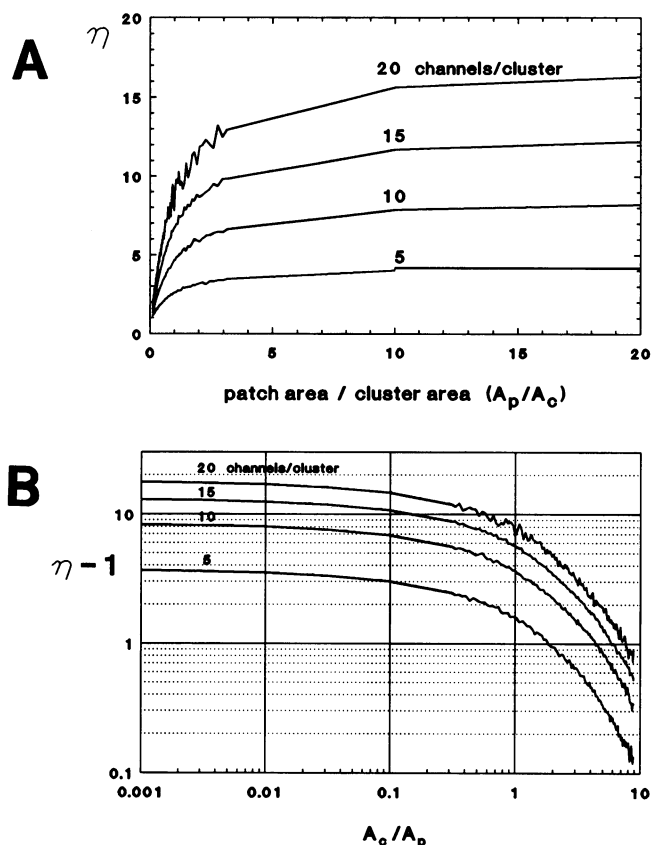 A
η
20
15
10
5
0
20 channels/cluster
15
10
5
0 5 10 15 20
patch area / cluster area (Ap/Ac)
B
η-1
10
1
0.1
20 channels/cluster
15
10
5
0.001 0.01 0.1 1 10
Ac/Ap